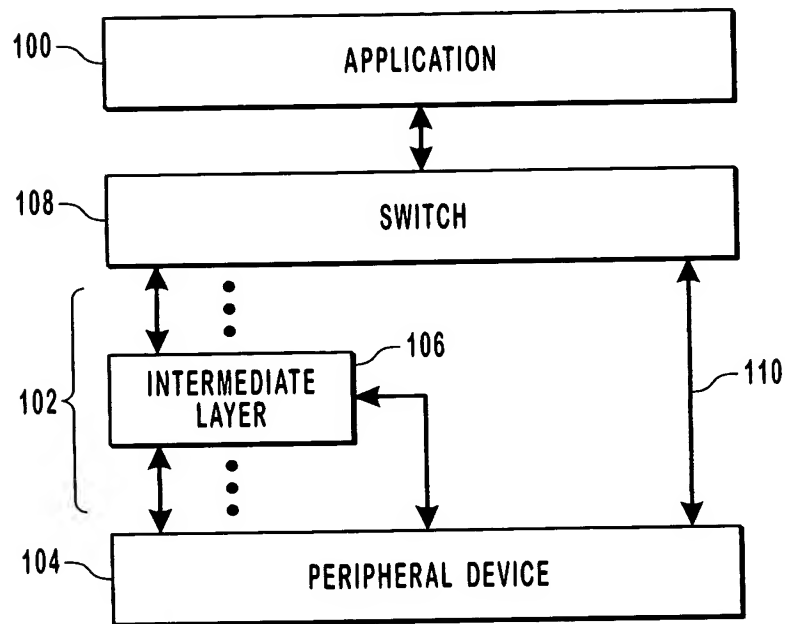 100
APPLICATION
108
SWITCH
102
106
INTERMEDIATE
LAYER
110
104
PERIPHERAL DEVICE